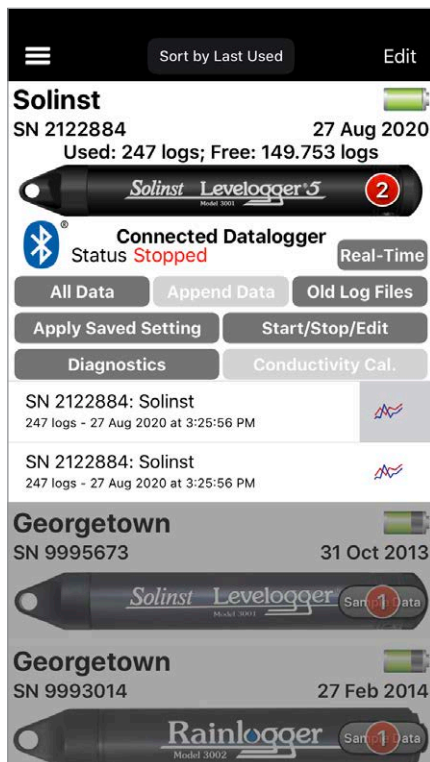 Sort by Last Used Edit
Solinst
SN 2122884 27 Aug 2020
Used: 247 logs; Free: 149.753 logs
Solinst Levelogger®5 2
Model 3001
® Connected Datalogger
Status Stopped Real-Time
All Data Append Data Old Log Files
Apply Saved Setting Start/Stop/Edit
Diagnostics Conductivity Cal.
SN 2122884: Solinst
247 logs - 27 Aug 2020 at 3:25:56 PM
SN 2122884: Solinst
247 logs - 27 Aug 2020 at 3:25:56 PM
Georgetown
SN 9995673 31 Oct 2013
Solinst Levelogger Sample Data 1
Model 3001
Georgetown
SN 9993014 27 Feb 2014
Rainlogger Sample Data 1
Model 3002